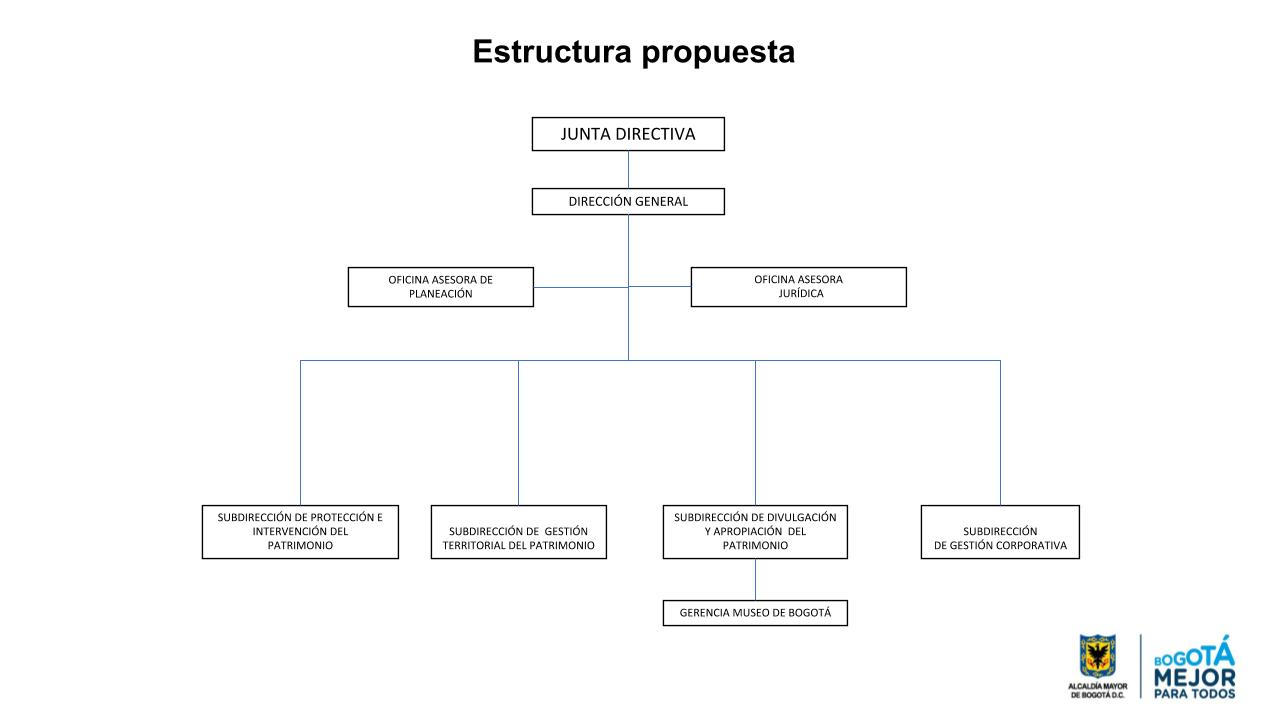 Estructura propuesta
JUNTA DIRECTIVA
DIRECCIÓN GENERAL
OFICINA ASESORA DE
PLANEACIÓN
OFICINA ASESORA
JURÍDICA
SUBDIRECCIÓN DE PROTECCIÓN E
INTERVENCIÓN DEL
PATRIMONIO
SUBDIRECCIÓN DE GESTIÓN
TERRITORIAL DEL PATRIMONIO
SUBDIRECCIÓN DE DIVULGACIÓN
Y APROPIACIÓN DEL
PATRIMONIO
SUBDIRECCIÓN
DE GESTIÓN CORPORATIVA
GERENCIA MUSEO DE BOGOTÁ
ALCALDÍA MAYOR
DE BOGOTÁ D.C.
BOGOTÁ
MEJOR
PARA TODOS